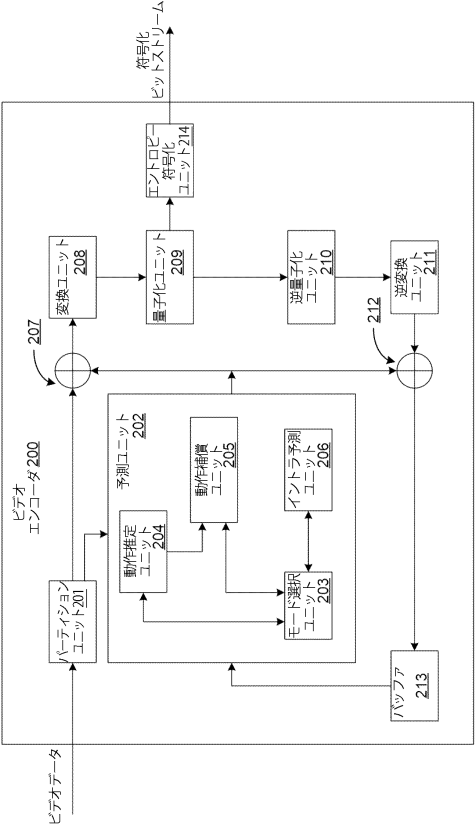 ビデオデータ
ビデオ
エンコーダ200
パーティション
ユニット201
207
変換ユニット
208
量子化ユニット
209
エントロピー
符号化
ユニット214
符号化
ビットストリーム
予測ユニット
202
動作推定
ユニット
204
動作補償
ユニット
205
モード選択
ユニット
203
イントラ予測
ユニット
206
逆量子化
ユニット
210
逆変換
ユニット
211
212
バッファ
213